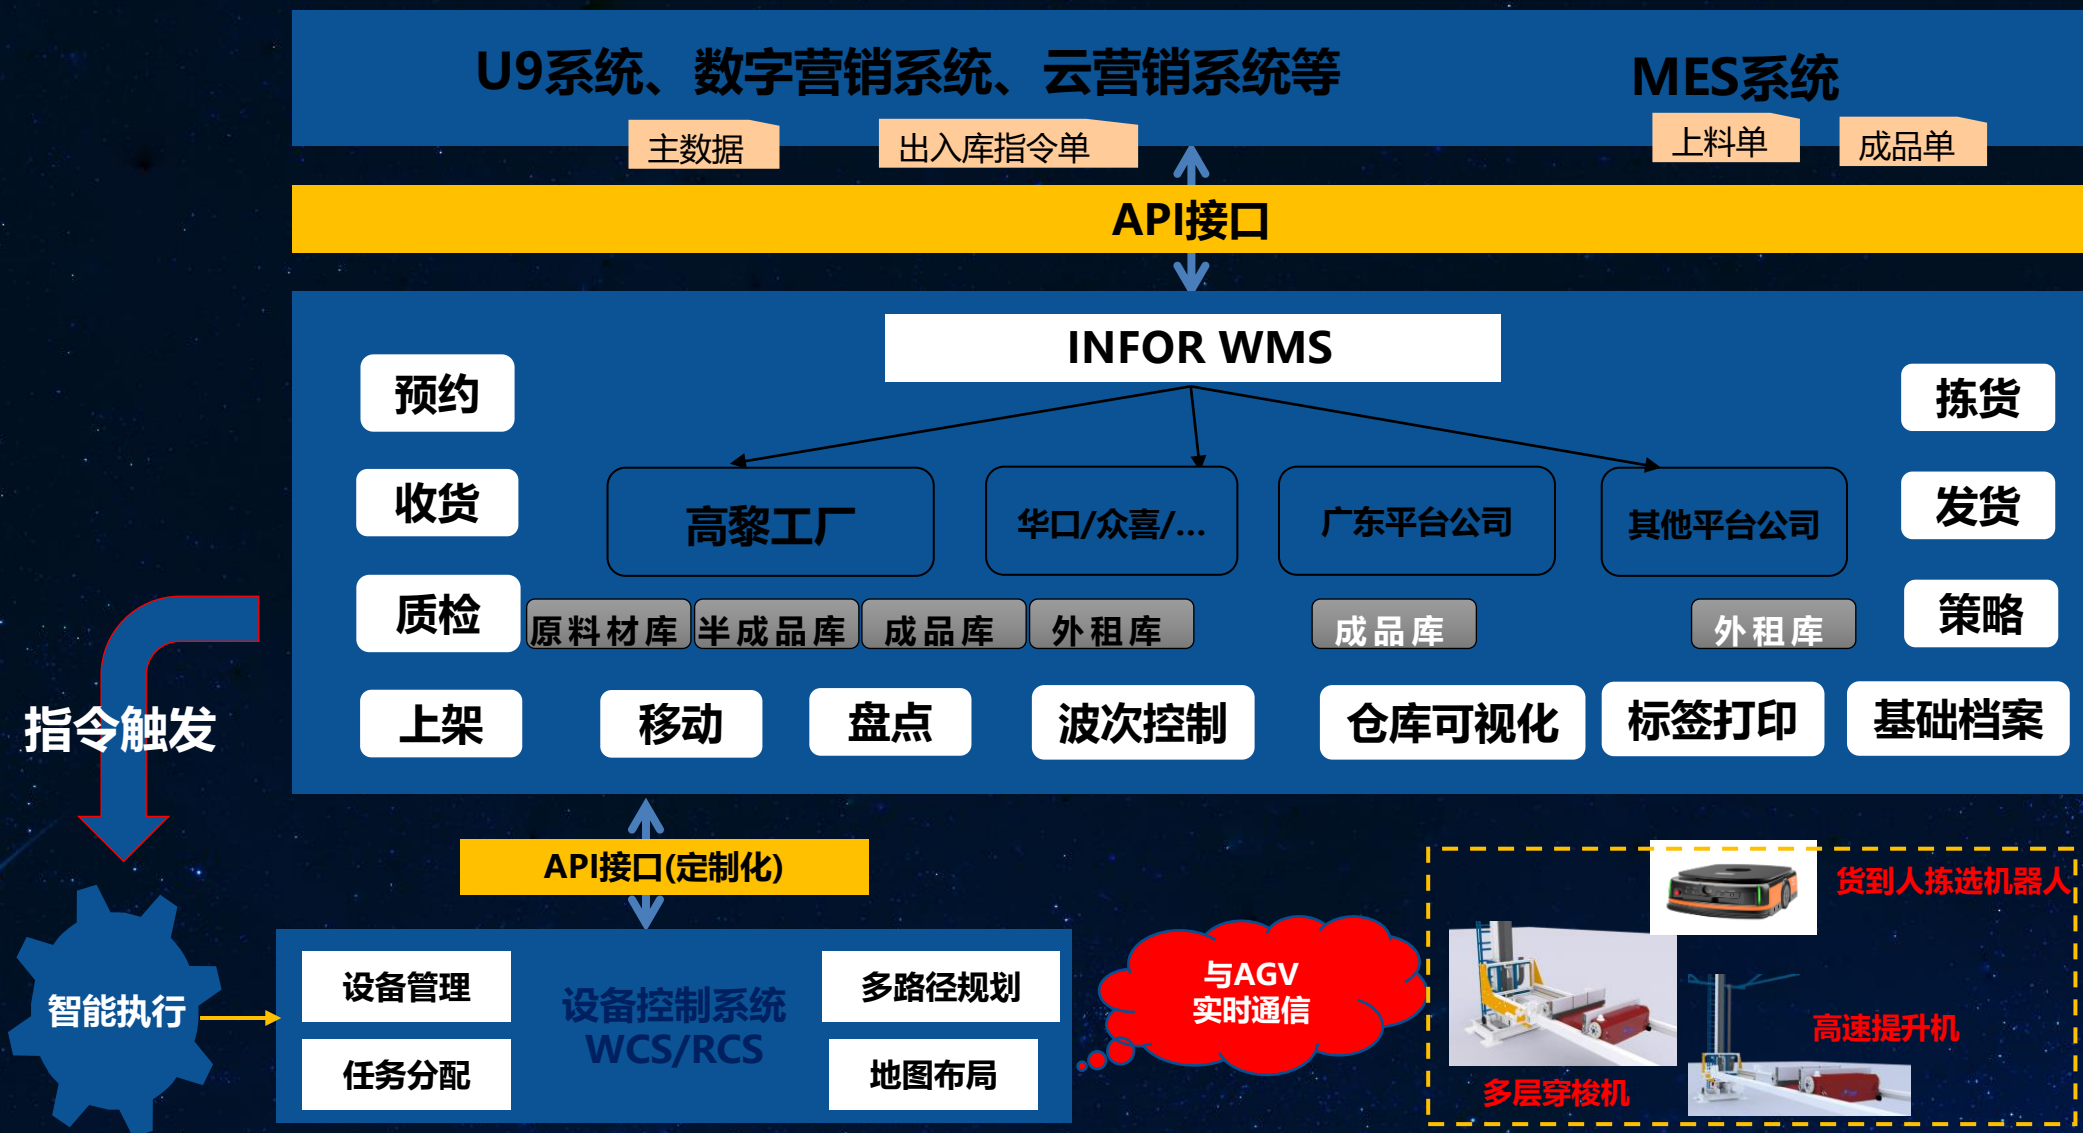 U9系统、数字营销系统、云营销系统等
MES系统
主数据
出入库指令单
上料单
成品单
API接口
INFOR WMS
预约
拣货
收货
高黎工厂
华口/众喜/...
广东平台公司
其他平台公司
发货
质检
原料材库
半成品库
成品库
外租库
成品库
外租库
策略
上架
移动
盘点
波次控制
仓库可视化
标签打印
基础档案
指令触发
API接口(定制化)
智能执行
设备管理
任务分配
设备控制系统
WCS/RCS
多路径规划
地图布局
与AGV
实时通信
货到人拣选机器人
高速提升机
多层穿梭机